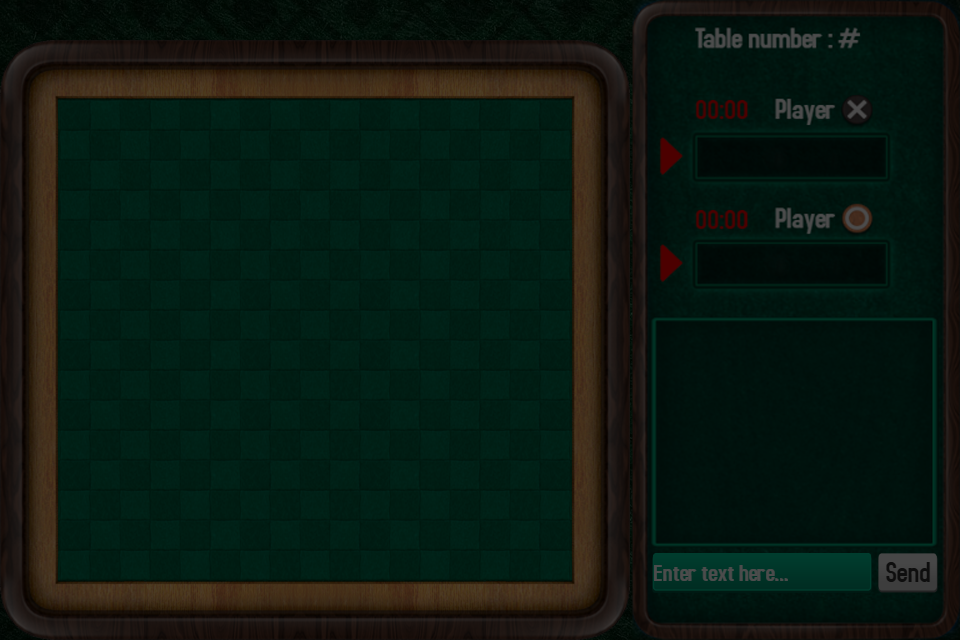 Table number : #
00:00 Player
00:00 Player
Enter text here...
Send